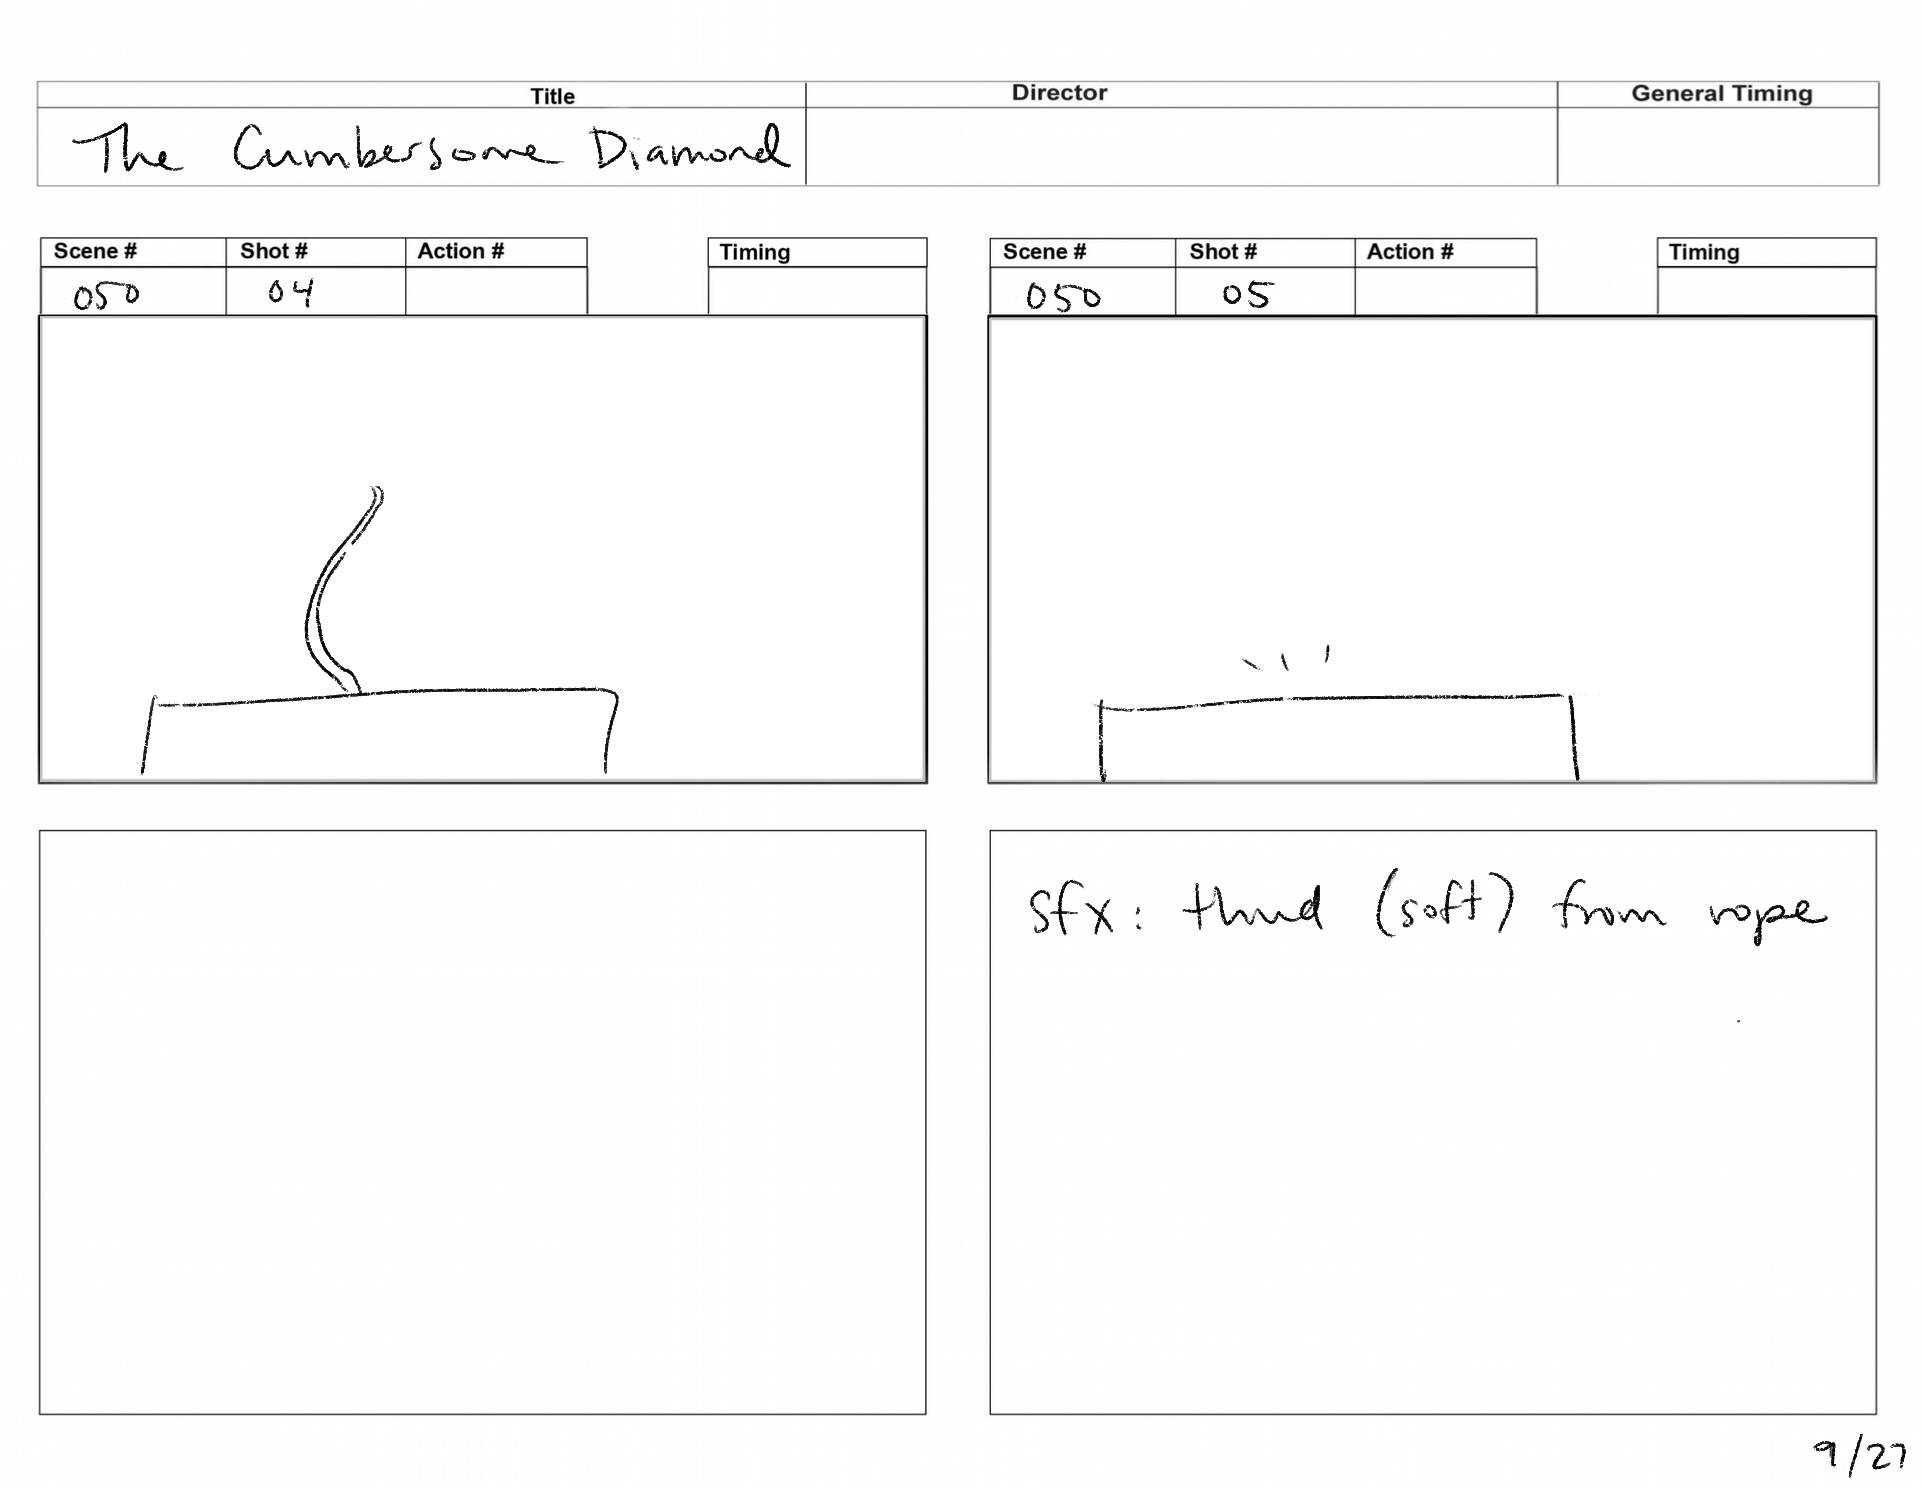 Title Director General Timing
The Cumbersome Diamond
Scene # Shot # Action # Timing
050 04
Scene # Shot # Action # Timing
050 05
sfx: thud (soft) from rope
9/27